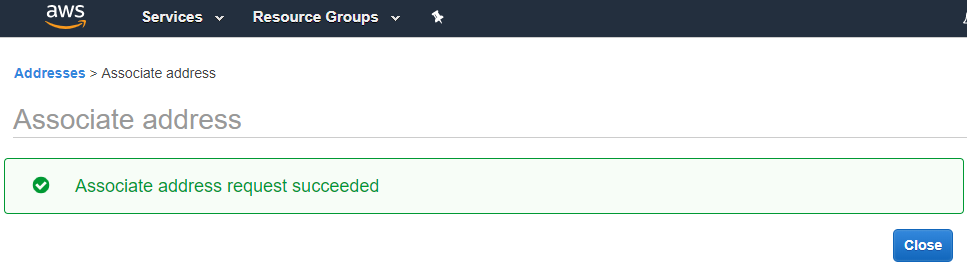 aws Services Resource Groups
Addresses > Associate address
Associate address
Associate address request succeeded
Close